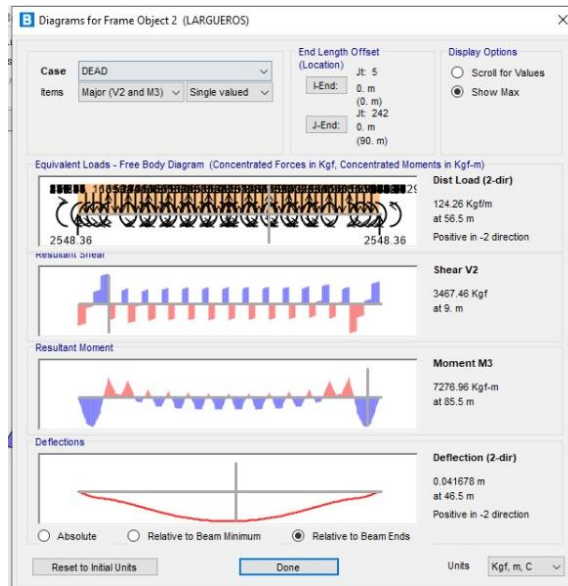 Diagrams for Frame Object 2 (LARGUEROS)
Case DEAD
Items Major (V2 and M3) Single valued
End Length Offset
(Location)
Jt: 5
I-End: 0. m
(0. m)
Jt: 242
J-End: 0. m
(90. m)
Display Options
Scroll for Values
Show Max
Equivalent Loads - Free Body Diagram (Concentrated Forces in Kgf, Concentrated Moments in Kgf-m)
2548.36
2548.36
Dist Load (2-dir)
124.26 Kgf/m
at 56.5 m
Positive in -2 direction
Resultant Shear
Shear V2
3467.46 Kgf
at 9. m
Resultant Moment
Moment M3
7276.96 Kgf-m
at 85.5 m
Deflections
Deflection (2-dir)
0.041678 m
at 46.5 m
Positive in -2 direction
Absolute Relative to Beam Minimum Relative to Beam Ends
Reset to Initial Units Done Units Kgf, m, C